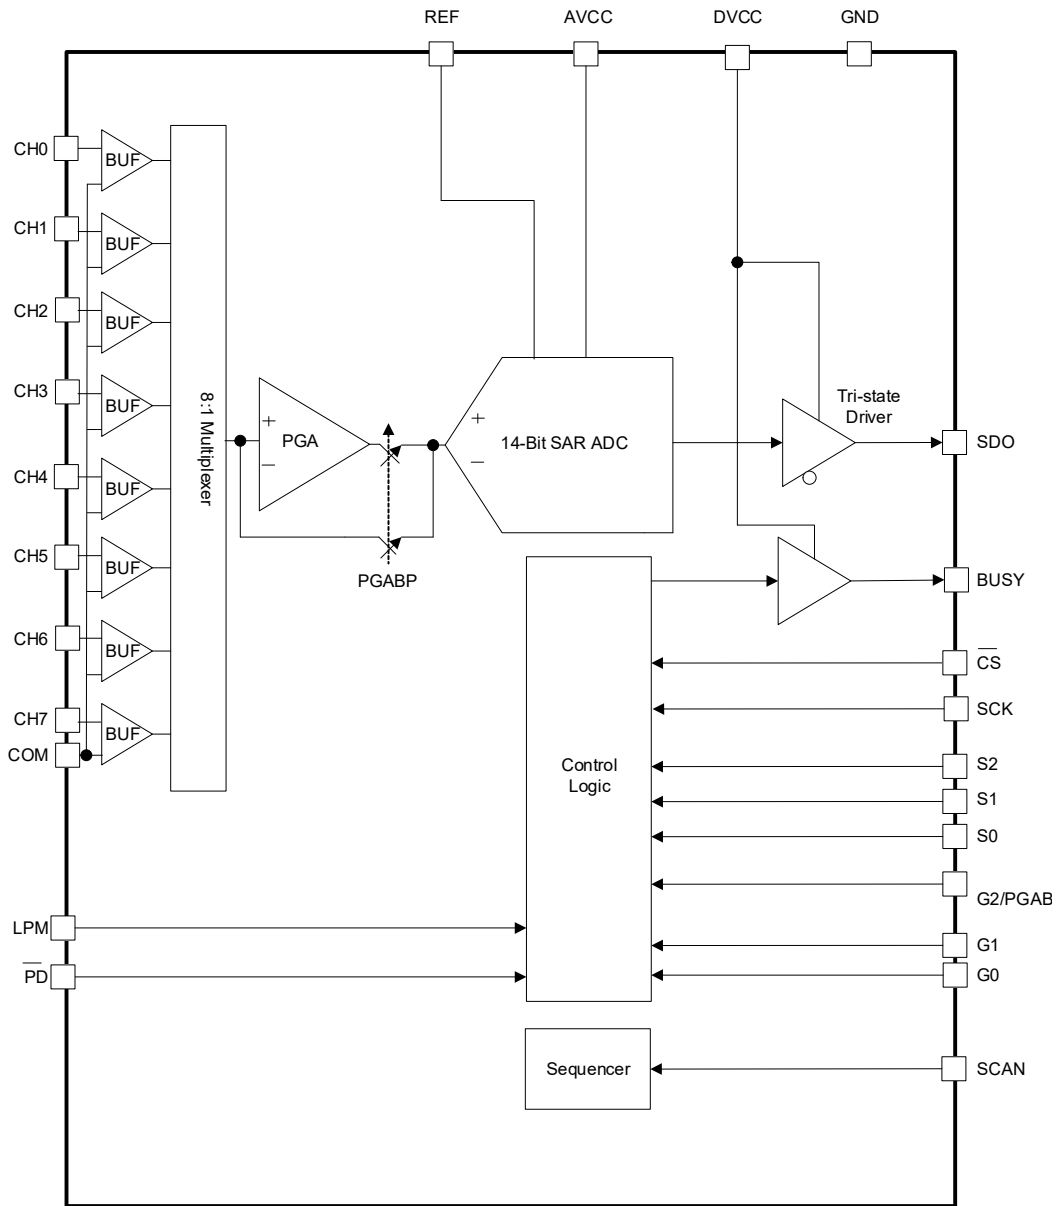 REF AVCC DVCC GND
CH0
BUF
CH1
BUF
CH2
BUF
CH3
BUF
CH4
BUF
CH5
BUF
CH6
BUF
CH7
BUF
COM
8:1 Multiplexer
+
PGA
–
PGABP
+
14-Bit SAR ADC
–
Tri-state
Driver
SDO
BUSY
Control
Logic
CS
SCK
S2
S1
S0
G2/PGAB
G1
G0
LPM
PD
Sequencer
SCAN